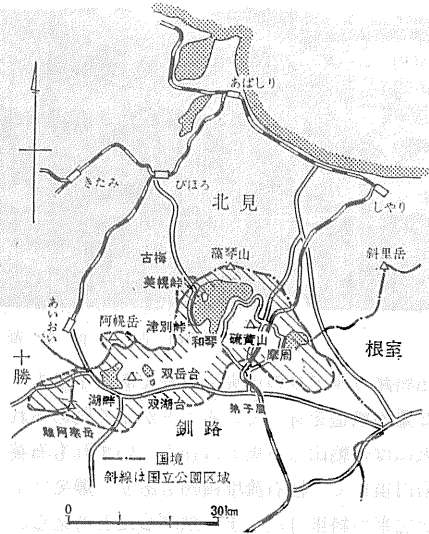 あばしり
きたみ
びほろ
北見
しやり
古梅
藻琴山
斜里岳
美幌峠
あいおい
阿幌岳
津別峠
和琴
硫黄山
摩周
根室
十勝
双岳台
湖畔
双湖台
弟子屈
雌阿寒岳
釧路
国境
斜線は国立公園区域
0 30km